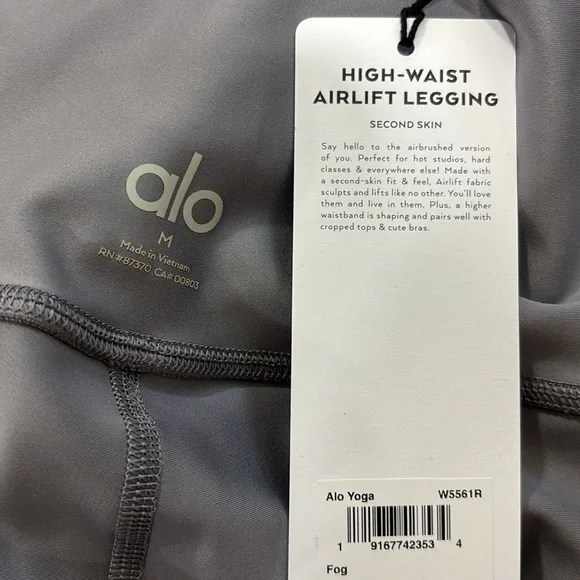 alo
M
Made in Vietnam
RN#87370 CA# 00803
HIGH-WAIST
AIRLIFT LEGGING
SECOND SKIN
Say hello to the airbrushed version
of you. Perfect for hot studios, hard
classes & everywhere else! Made with
a second-skin fit & feel, Airlift fabric
sculpts and lifts like no other. You'll love
them and live in them. Plus, a higher
waistband is shaping and pairs well with
cropped tops & cute bras.
Alo Yoga W5561R
1 9167742353 4
Fog